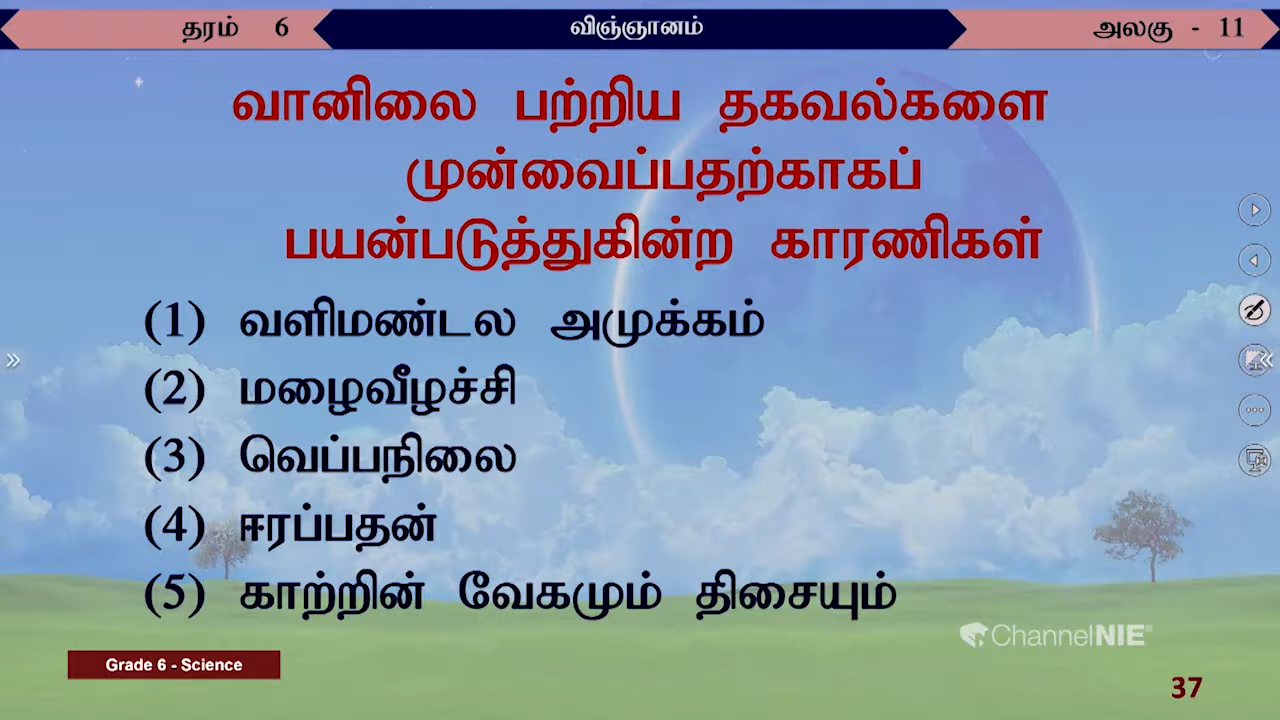 தரம் 6
விஞ்ஞானம்
அலகு - 11
வானிலை பற்றிய தகவல்களை
முன்வைப்பதற்காகப்
பயன்படுத்துகின்ற காரணிகள்
(1) வளிமண்டல அமுக்கம்
(2) மழைவீழச்சி
(3) வெப்பநிலை
(4) ஈரப்பதன்
(5) காற்றின் வேகமும் திசையும்
ChannelNIE®
Grade 6 - Science
37